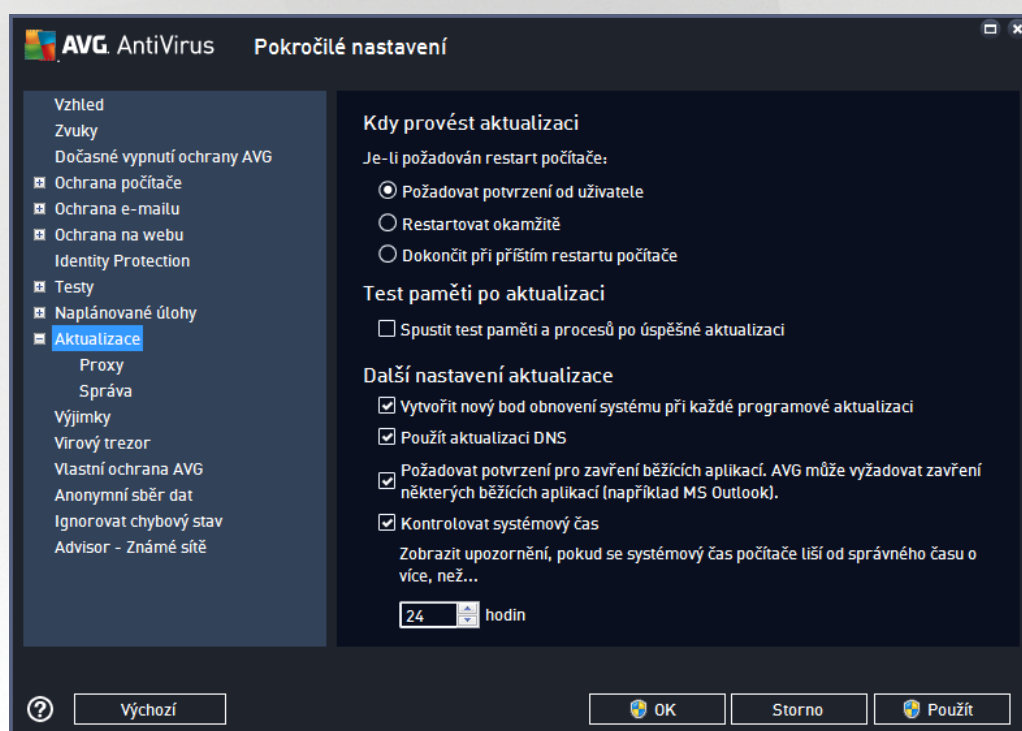 AVG. AntiVirus Pokročilé nastavení
Vzhled
Zvuky
Dočasné vypnutí ochrany AVG
Ochrana počítače
Ochrana e-mailu
Ochrana na webu
Identity Protection
Testy
Naplánované úlohy
Aktualizace
Proxy
Správa
Výjimky
Virový trezor
Vlastní ochrana AVG
Anonymní sběr dat
Ignorovat chybový stav
Advisor - Známé sítě
Kdy provést aktualizaci
Je-li požadován restart počítače:
Požadovat potvrzení od uživatele
Restartovat okamžitě
Dokončit při příštím restartu počítače
Test paměti po aktualizaci
Spustit test paměti a procesů po úspěšné aktualizaci
Další nastavení aktualizace
Vytvořit nový bod obnovení systému při každé programové aktualizaci
Použít aktualizaci DNS
Požadovat potvrzení pro zavření běžících aplikací. AVG může vyžadovat zavření
některých běžících aplikací (například MS Outlook).
Kontrolovat systémový čas
Zobrazit upozornění, pokud se systémový čas počítače liší od správného času o
více, než...
24 hodin
? Výchozí OK Storno Použít